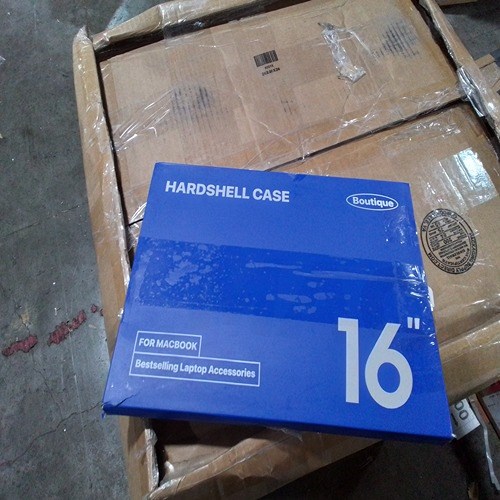 HARDSHELL CASE
Boutique
FOR MACBOOK
Bestselling Laptop Accessories
16"